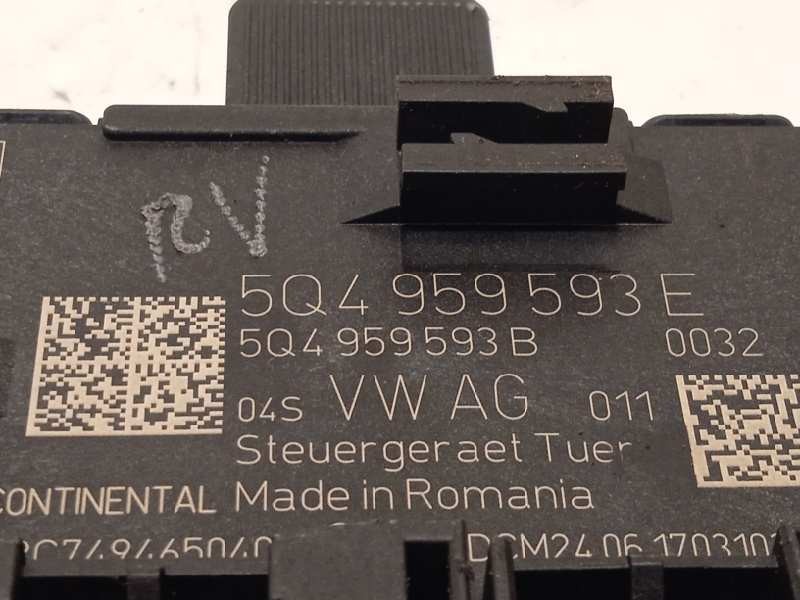 RV
5Q4 959 593 E
5Q4 959 593 B 0032
04S VW AG 011
Steuergeraet Tuer
CONTINENTAL Made in Romania